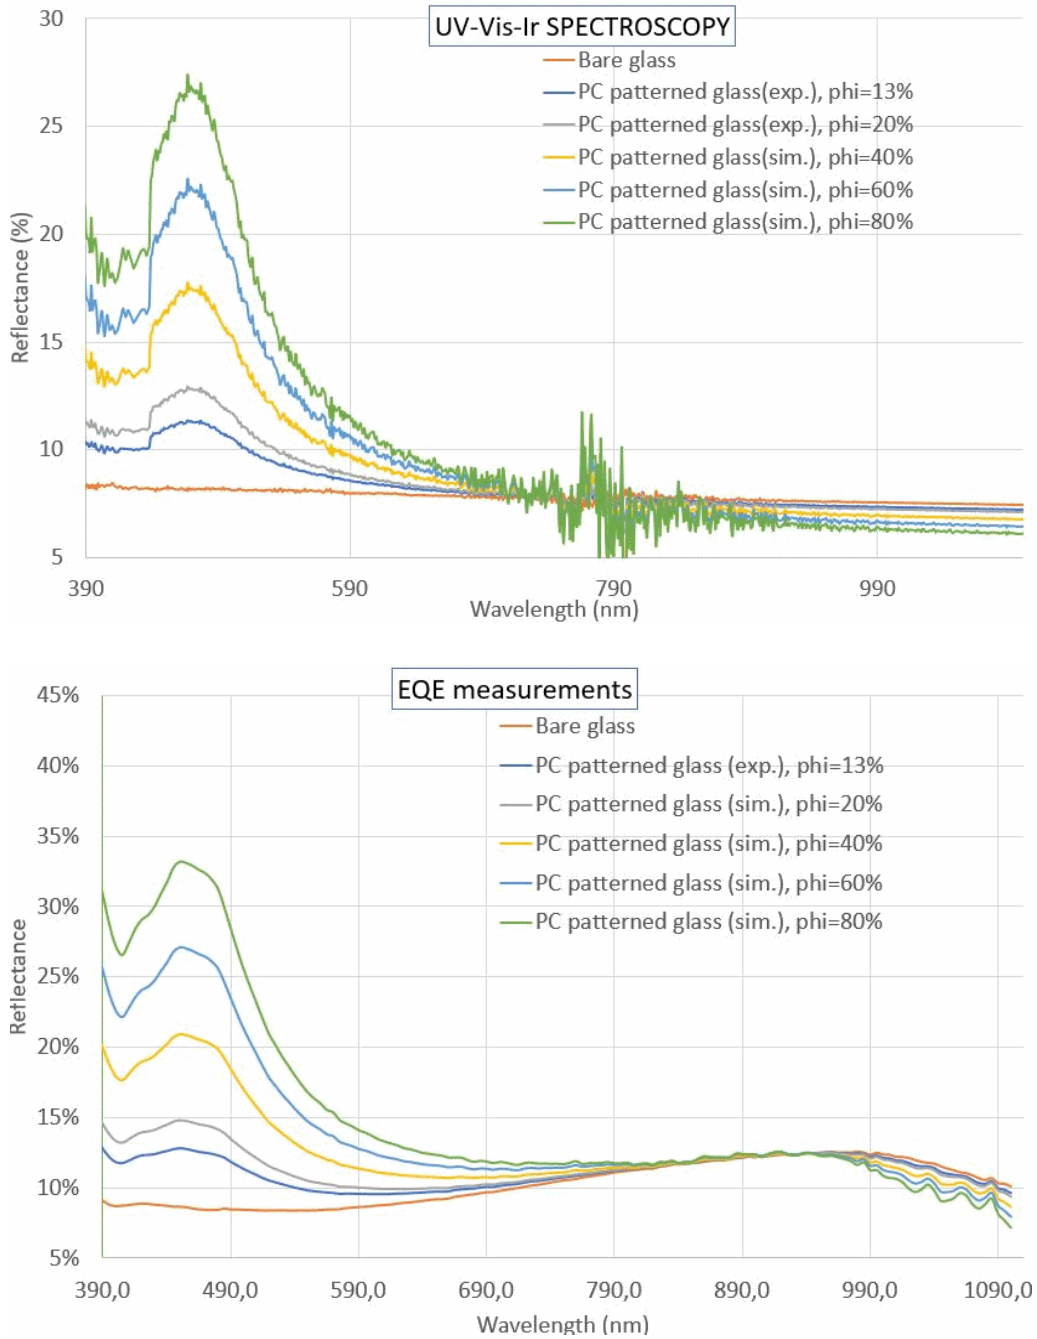 UV-Vis-Ir SPECTROSCOPY
Bare glass
PC patterned glass(exp.), phi=13%
PC patterned glass(exp.), phi=20%
PC patterned glass(sim.), phi=40%
PC patterned glass(sim.), phi=60%
PC patterned glass(sim.), phi=80%
30
25
20
15
10
5
Reflectance (%)
390
590
790
990
Wavelength (nm)
EQE measurements
Bare glass
PC patterned glass (exp.), phi=13%
PC patterned glass (sim.), phi=20%
PC patterned glass (sim.), phi=40%
PC patterned glass (sim.), phi=60%
PC patterned glass (sim.), phi=80%
45%
40%
35%
30%
25%
20%
15%
10%
5%
Reflectance
390,0
490,0
590,0
690,0
790,0
890,0
990,0
1090,0
Wavelength (nm)